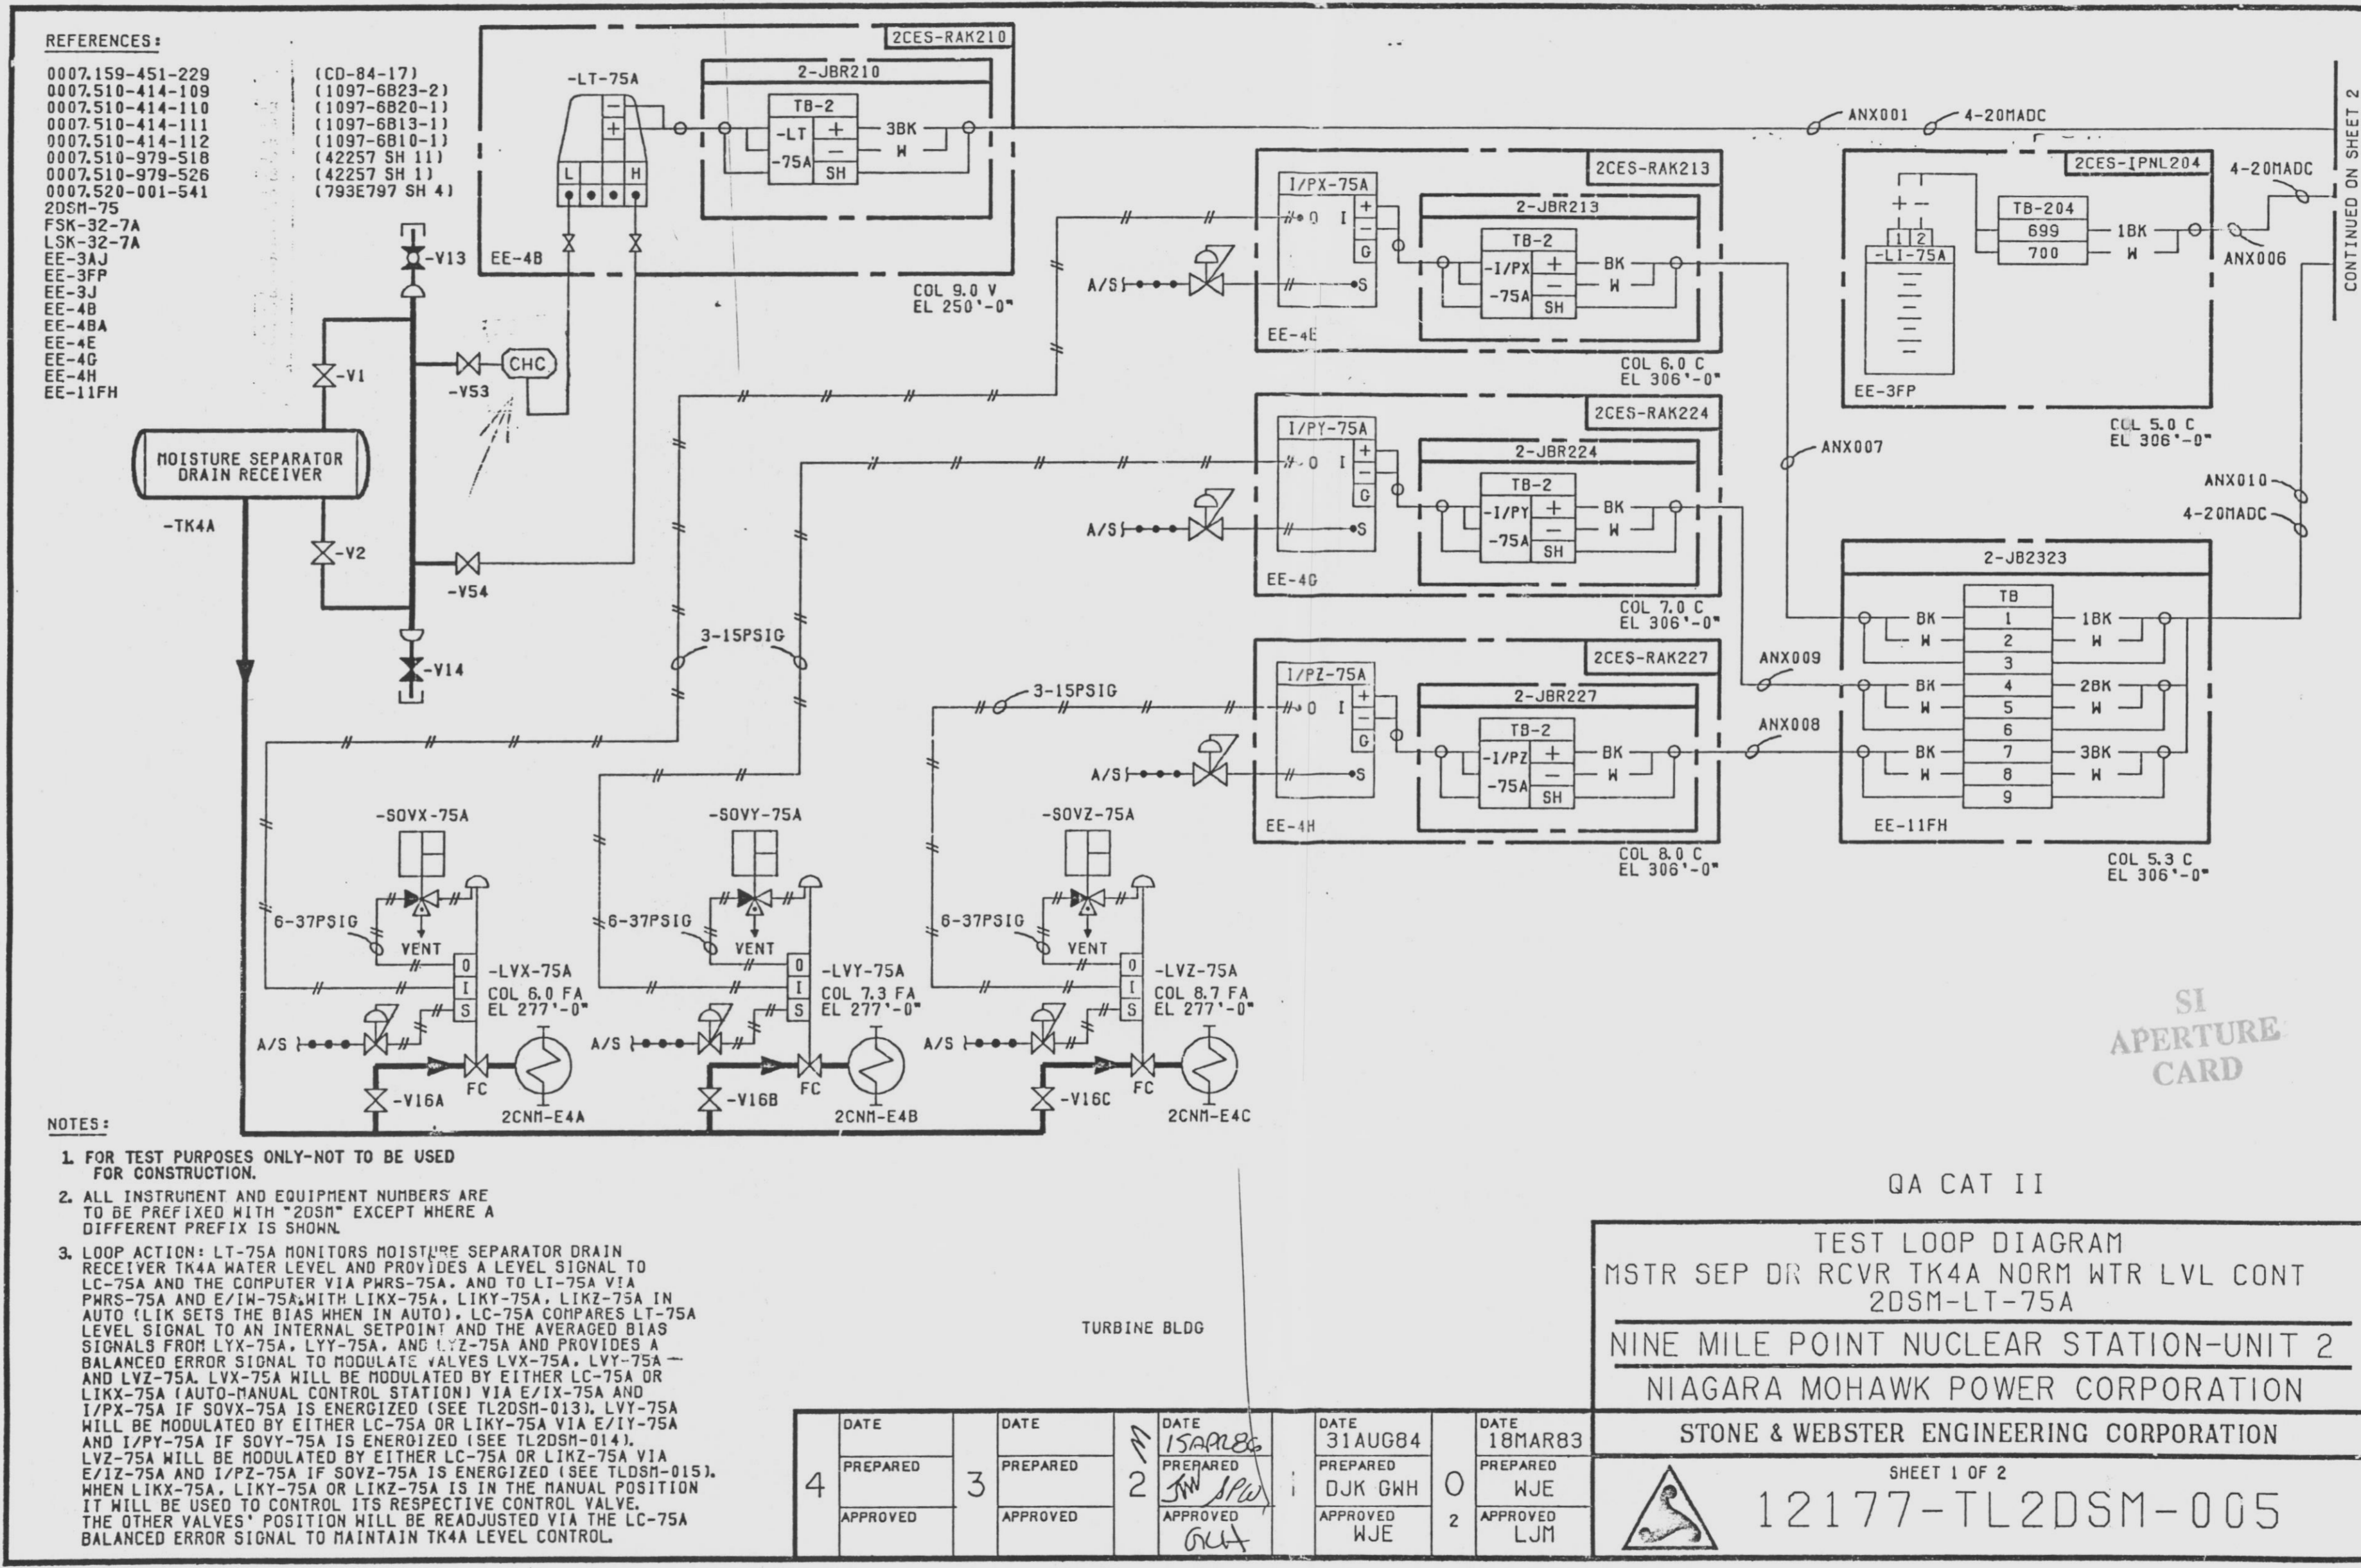 REFERENCES:
0007.159-451-229 (CD-84-17)
0007.510-414-109 (1097-6B23-2)
0007.510-414-110 (1097-6B20-1)
0007.510-414-111 (1097-6B13-1)
0007.510-414-112 (1097-6B10-1)
0007.510-979-518 (42257 SH 11)
0007.510-979-526 (42257 SH 1)
0007.520-001-541 (793E797 SH 4)
2DSM-75
FSK-32-7A
LSK-32-7A
EE-3AJ
EE-3FP
EE-3J
EE-4B
EE-4BA
EE-4E
EE-4G
EE-4H
EE-11FH
2CES-RAK210
-LT-75A
2-JBR210
TB-2
-LT + 3BK
- W
-75A SH
- +
L H
EE-4B
COL 9.0 V
EL 250'-0"
ANX001
4-20MADC
CONTINUED ON SHEET 2
-V13
-V1
-V53
CHC
MOISTURE SEPARATOR
DRAIN RECEIVER
-TK4A
-V2
-V54
-V14
2CES-RAK213
I/PX-75A
O I + - G
S
2-JBR213
TB-2
-I/PX + BK
- W
-75A SH
A/S
EE-4E
COL 6.0 C
EL 306'-0"
2CES-IPNL204
4-20MADC
+ -
1 2
-LI-75A
TB-204
699 1BK
700 W
ANX006
EE-3FP
COL 5.0 C
EL 306'-0"
2CES-RAK224
I/PY-75A
O I + - G
S
2-JBR224
TB-2
-I/PY + BK
- W
-75A SH
A/S
EE-4G
COL 7.0 C
EL 306'-0"
ANX007
ANX010
4-20MADC
2-JB2323
TB
BK 1 1BK
W 2 W
3
BK 4 2BK
W 5 W
6
BK 7 3BK
W 8 W
9
EE-11FH
COL 5.3 C
EL 306'-0"
ANX009
ANX008
2CES-RAK227
I/PZ-75A
O I + - G
S
2-JBR227
TB-2
-I/PZ + BK
- W
-75A SH
A/S
EE-4H
COL 8.0 C
EL 306'-0"
3-15PSIG
3-15PSIG
-SOVX-75A
6-37PSIG
VENT
O
I
S
-LVX-75A
COL 6.0 FA
EL 277'-0"
A/S
FC
-V16A
2CNM-E4A
-SOVY-75A
6-37PSIG
VENT
O
I
S
-LVY-75A
COL 7.3 FA
EL 277'-0"
A/S
FC
-V16B
2CNM-E4B
-SOVZ-75A
6-37PSIG
VENT
O
I
S
-LVZ-75A
COL 8.7 FA
EL 277'-0"
A/S
FC
-V16C
2CNM-E4C
SI
APERTURE
CARD
NOTES:
1. FOR TEST PURPOSES ONLY-NOT TO BE USED
FOR CONSTRUCTION.
2. ALL INSTRUMENT AND EQUIPMENT NUMBERS ARE
TO BE PREFIXED WITH "2DSM" EXCEPT WHERE A
DIFFERENT PREFIX IS SHOWN.
3. LOOP ACTION: LT-75A MONITORS MOISTURE SEPARATOR DRAIN
RECEIVER TK4A WATER LEVEL AND PROVIDES A LEVEL SIGNAL TO
LC-75A AND THE COMPUTER VIA PWRS-75A, AND TO LI-75A VIA
PWRS-75A AND E/IW-75A.WITH LIKX-75A, LIKY-75A, LIKZ-75A IN
AUTO (LIK SETS THE BIAS WHEN IN AUTO), LC-75A COMPARES LT-75A
LEVEL SIGNAL TO AN INTERNAL SETPOINT AND THE AVERAGED BIAS
SIGNALS FROM LYX-75A, LYY-75A, AND LYZ-75A AND PROVIDES A
BALANCED ERROR SIGNAL TO MODULATE VALVES LVX-75A, LVY-75A
AND LVZ-75A. LVX-75A WILL BE MODULATED BY EITHER LC-75A OR
LIKX-75A (AUTO-MANUAL CONTROL STATION) VIA E/IX-75A AND
I/PX-75A IF SOVX-75A IS ENERGIZED (SEE TL2DSM-013). LVY-75A
WILL BE MODULATED BY EITHER LC-75A OR LIKY-75A VIA E/IY-75A
AND I/PY-75A IF SOVY-75A IS ENERGIZED (SEE TL2DSM-014).
LVZ-75A WILL BE MODULATED BY EITHER LC-75A OR LIKZ-75A VIA
E/IZ-75A AND I/PZ-75A IF SOVZ-75A IS ENERGIZED (SEE TLDSM-015).
WHEN LIKX-75A, LIKY-75A OR LIKZ-75A IS IN THE MANUAL POSITION
IT WILL BE USED TO CONTROL ITS RESPECTIVE CONTROL VALVE.
THE OTHER VALVES' POSITION WILL BE READJUSTED VIA THE LC-75A
BALANCED ERROR SIGNAL TO MAINTAIN TK4A LEVEL CONTROL.
TURBINE BLDG
QA CAT II
TEST LOOP DIAGRAM
MSTR SEP DR RCVR TK4A NORM WTR LVL CONT
2DSM-LT-75A
NINE MILE POINT NUCLEAR STATION-UNIT 2
NIAGARA MOHAWK POWER CORPORATION
STONE & WEBSTER ENGINEERING CORPORATION
SHEET 1 OF 2
12177-TL2DSM-005
4 DATE PREPARED APPROVED
3 DATE PREPARED APPROVED
2 DATE 15APR86 PREPARED JW SPW APPROVED GCH
1 DATE 31AUG84 PREPARED DJK GWH APPROVED WJE
0 2 DATE 18MAR83 PREPARED WJE APPROVED LJM